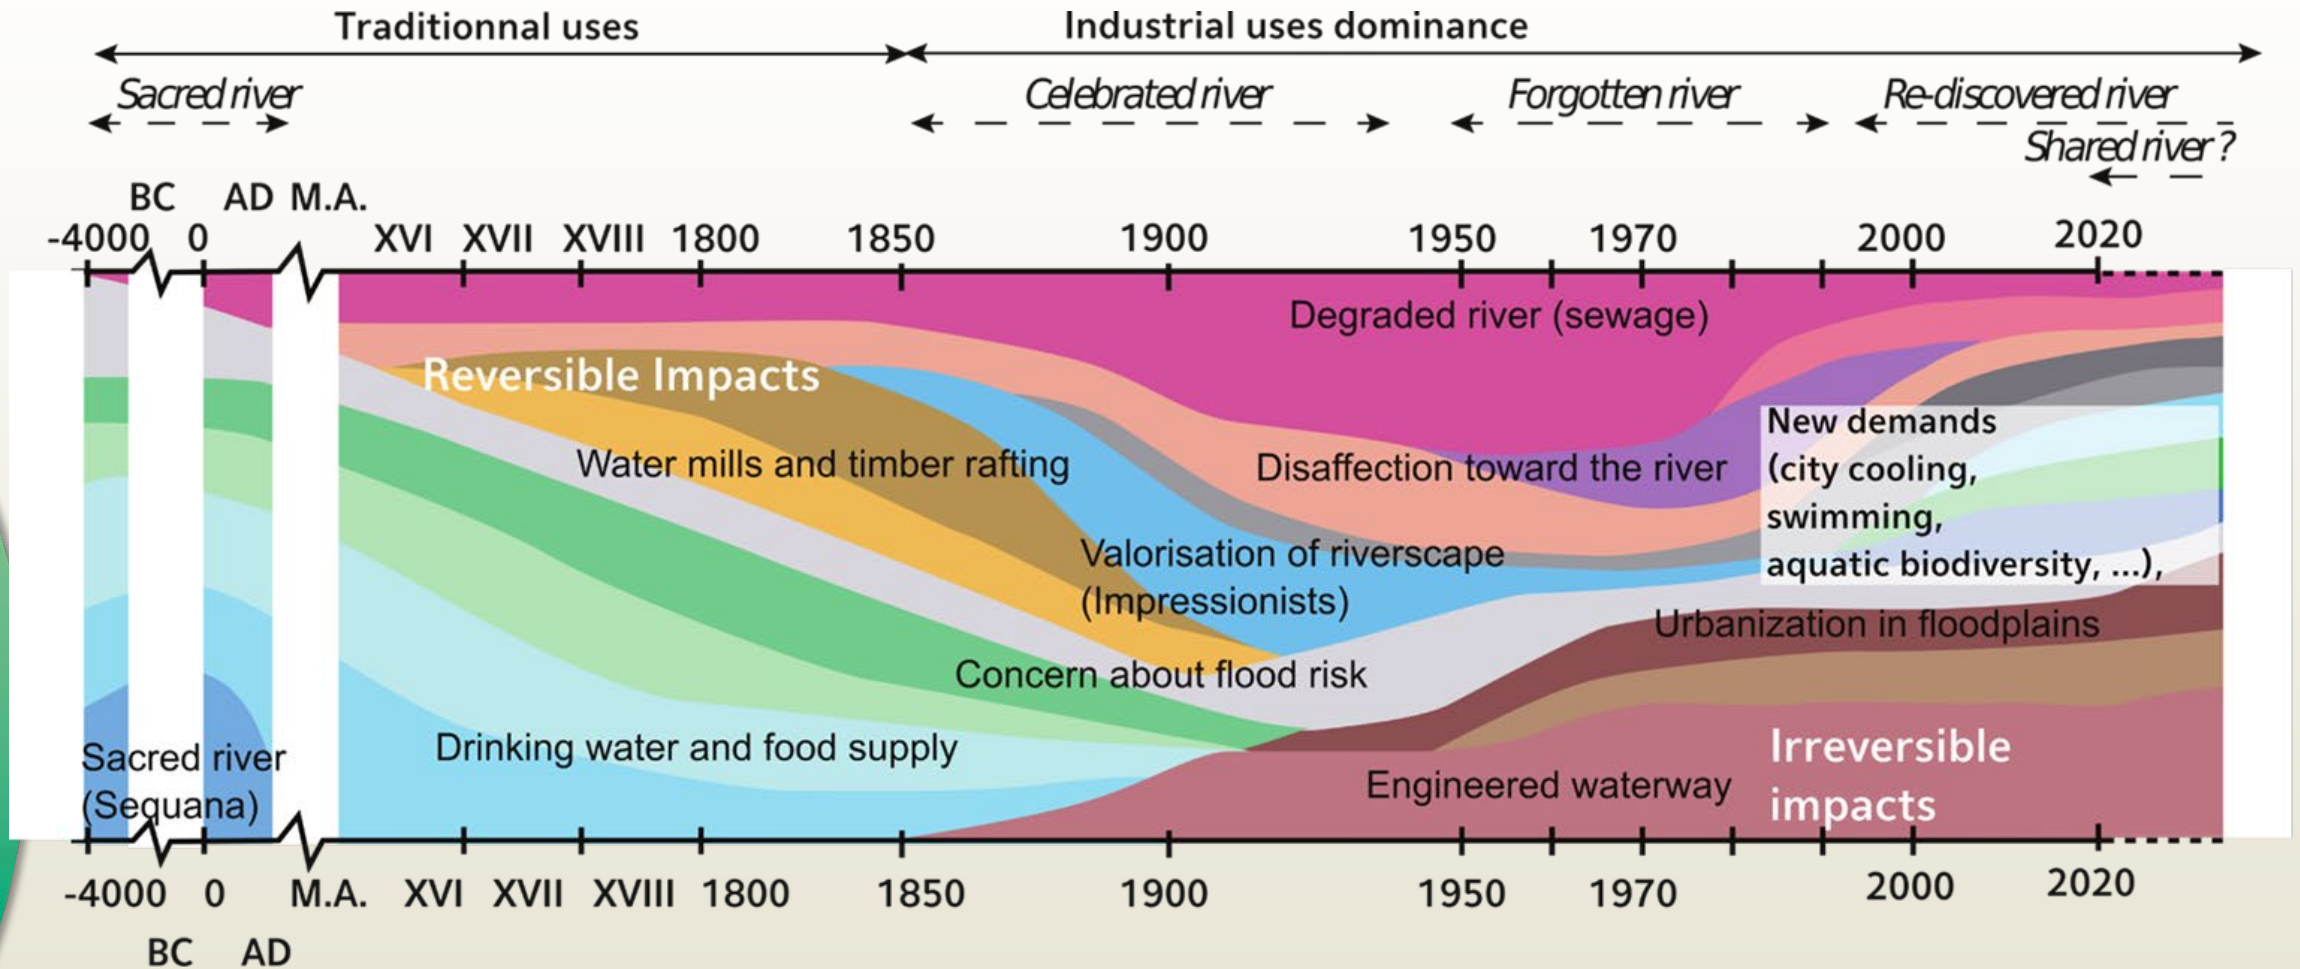 Traditionnal uses
Industrial uses dominance
Sacred river
Celebrated river
Forgotten river
Re-discovered river
Shared river ?
BC AD M.A.
-4000 0 XVI XVII XVIII 1800 1850 1900 1950 1970 2000 2020
Degraded river (sewage)
Reversible Impacts
Water mills and timber rafting
Disaffection toward the river
New demands
(city cooling,
swimming,
aquatic biodiversity, ...),
Valorisation of riverscape
(Impressionists)
Urbanization in floodplains
Concern about flood risk
Sacred river
(Sequana)
Drinking water and food supply
Engineered waterway
Irreversible
impacts
-4000 0 M.A. XVI XVII XVIII 1800 1850 1900 1950 1970 2000 2020
BC AD